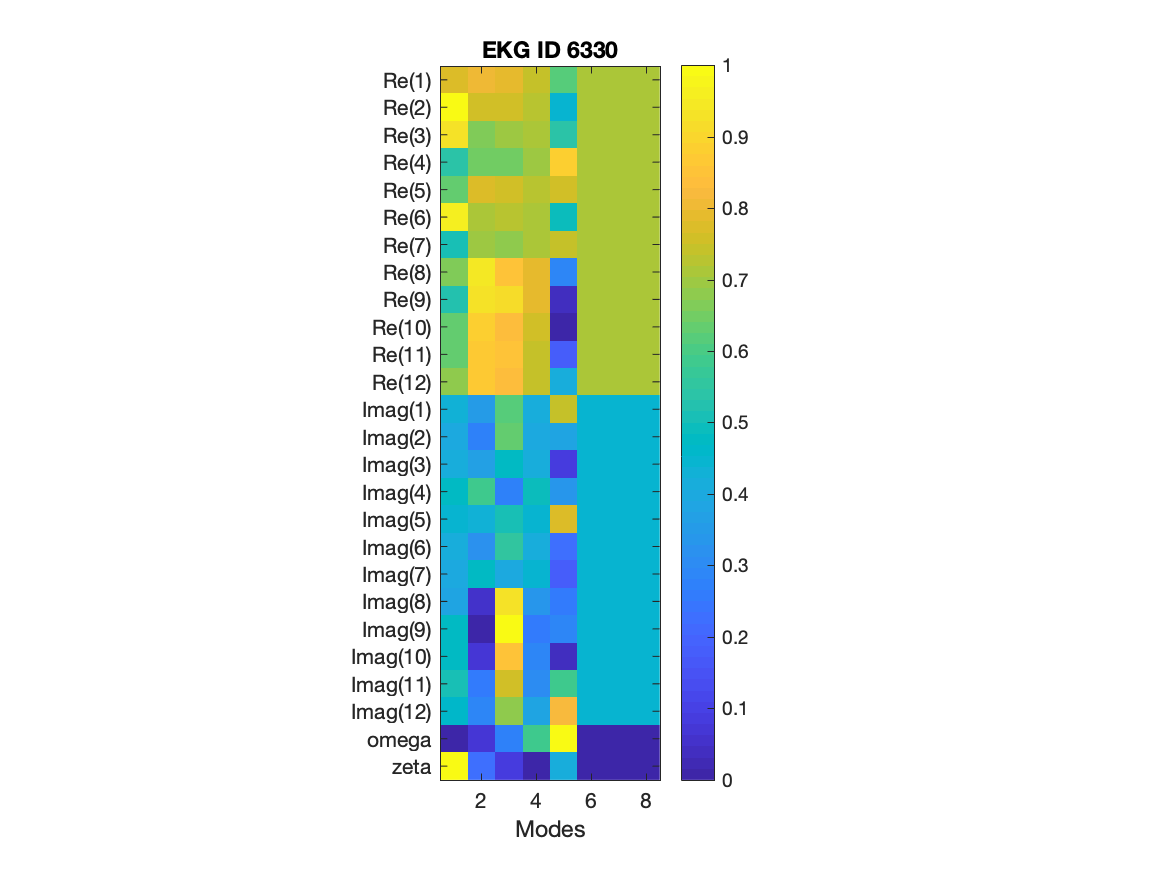 EKG ID 6330
Re(1)
Re(2)
Re(3)
Re(4)
Re(5)
Re(6)
Re(7)
Re(8)
Re(9)
Re(10)
Re(11)
Re(12)
Imag(1)
Imag(2)
Imag(3)
Imag(4)
Imag(5)
Imag(6)
Imag(7)
Imag(8)
Imag(9)
Imag(10)
Imag(11)
Imag(12)
omega
zeta
2 4 6 8
Modes
1
0.9
0.8
0.7
0.6
0.5
0.4
0.3
0.2
0.1
0